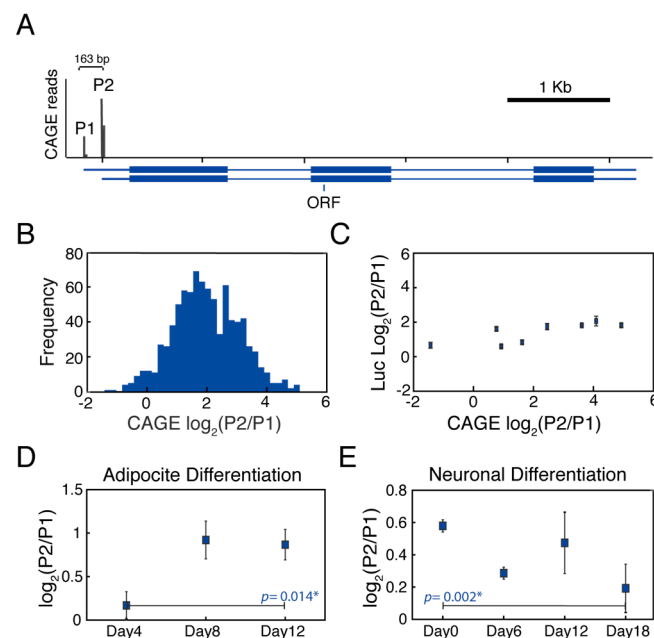 A
163 bp
P2
P1
CAGE reads
1 Kb
ORF
B
80
60
40
20
0
Frequency
-2
0
2
4
6
CAGE log2(P2/P1)
C
6
4
2
0
-2
Luc Log2(P2/P1)
-2
0
2
4
6
CAGE log2(P2/P1)
D
Adipocite Differentiation
1.5
1
0.5
0
log2(P2/P1)
p= 0.014*
Day4
Day8
Day12
E
Neuronal Differentiation
0.8
0.6
0.4
0.2
0
log2(P2/P1)
p= 0.002*
Day0
Day6
Day12
Day18